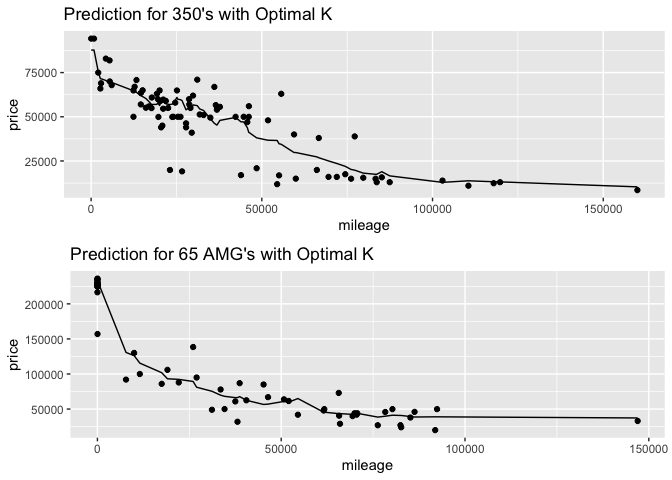 Prediction for 350's with Optimal K
75000
50000
25000
price
0 50000 100000 150000
mileage
Prediction for 65 AMG's with Optimal K
200000
150000
100000
50000
price
0 50000 100000 150000
mileage